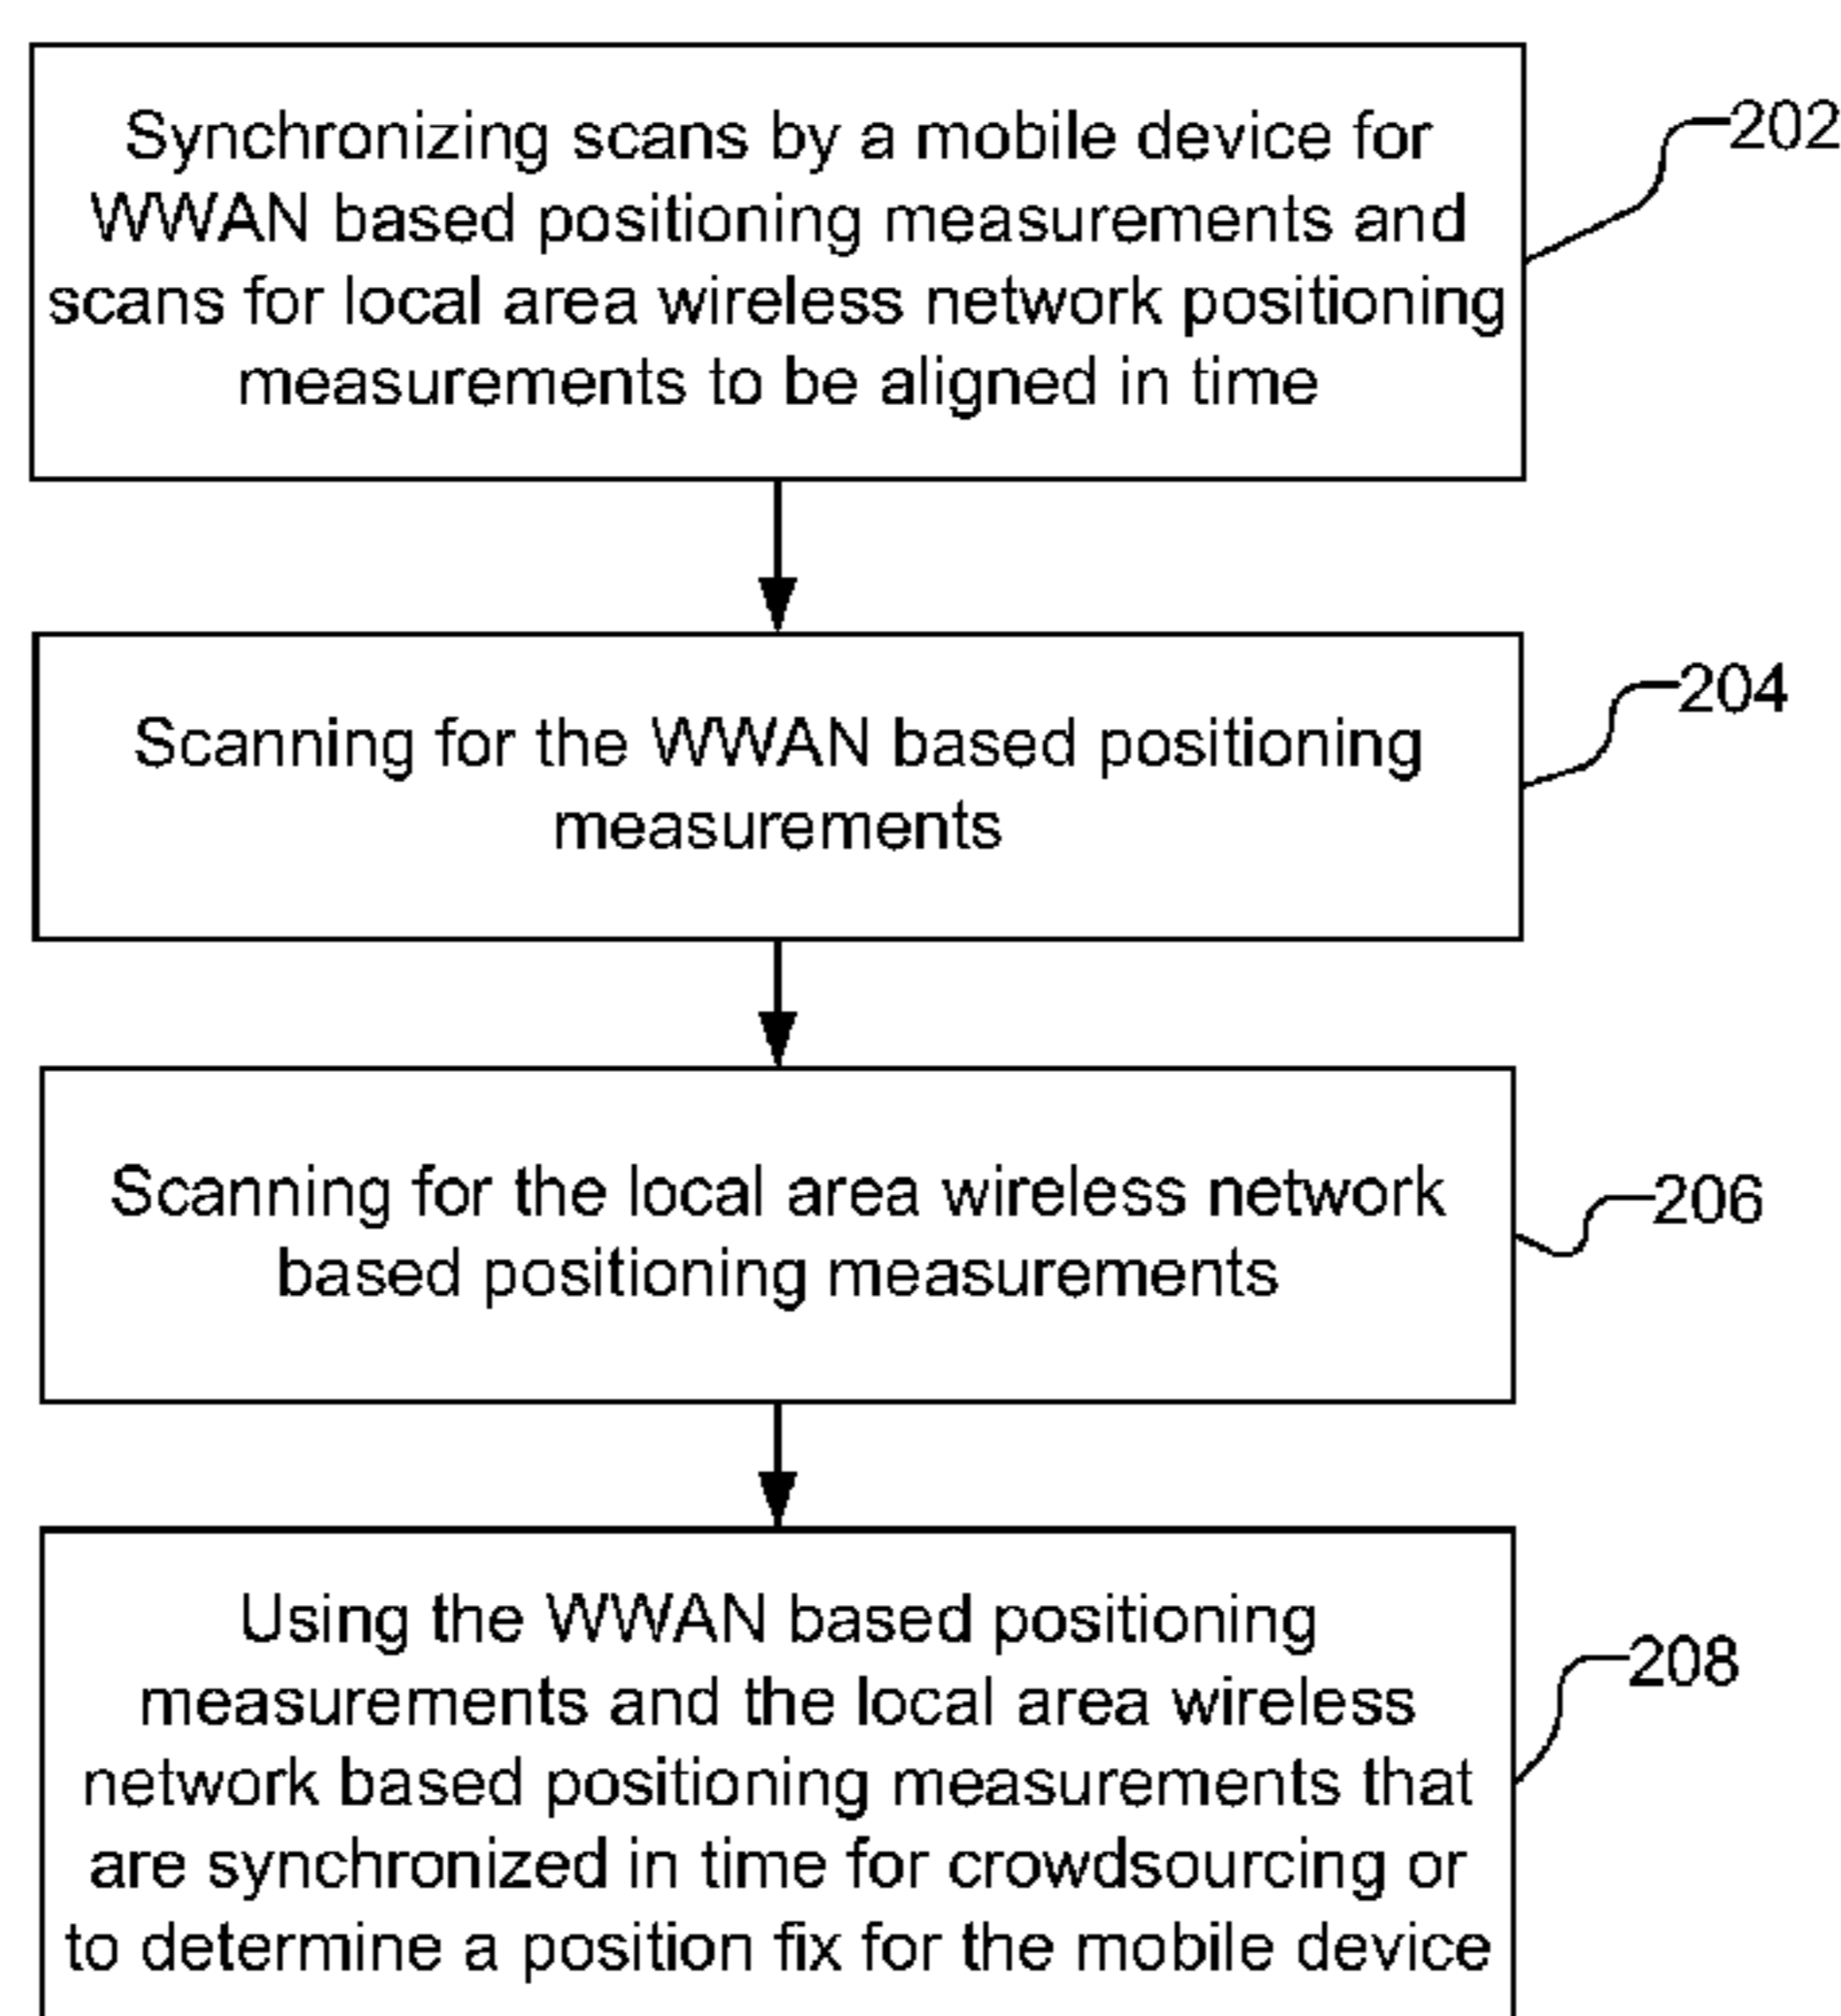 Synchronizing scans by a mobile device for
WWAN based positioning measurements and
scans for local area wireless network positioning
measurements to be aligned in time
202
Scanning for the WWAN based positioning
measurements
204
Scanning for the local area wireless network
based positioning measurements
206
Using the WWAN based positioning
measurements and the local area wireless
network based positioning measurements that
are synchronized in time for crowdsourcing or
to determine a position fix for the mobile device
208